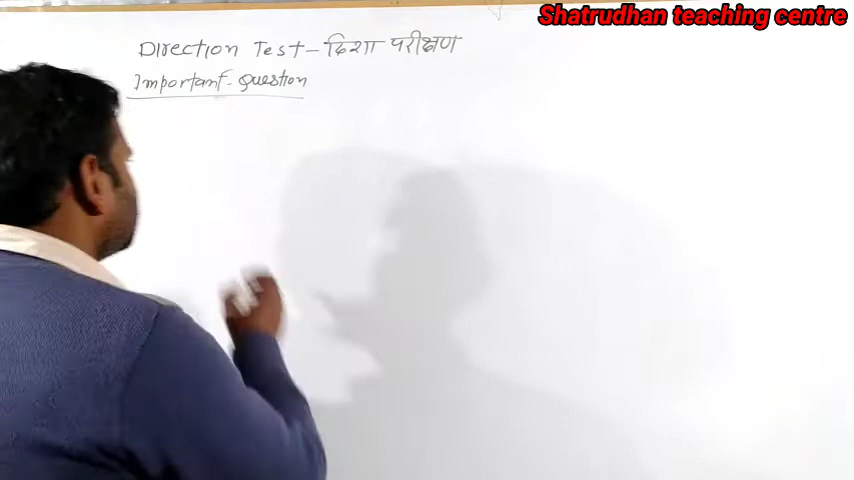 Shatrudhan teaching centre
Direction Test - दिशा परीक्षण
Important - Question